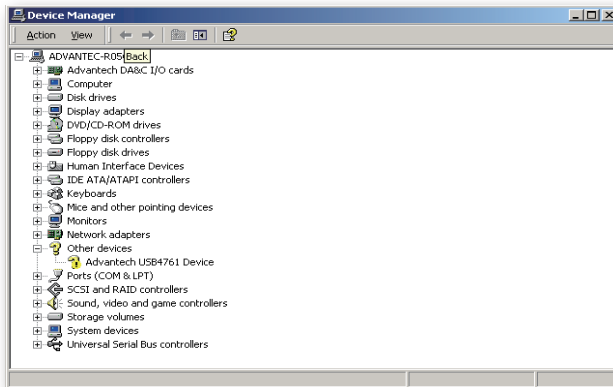 Device Manager
Action View
ADVANTEC-R05
Back
Advantech DA&C I/O cards
Computer
Disk drives
Display adapters
DVD/CD-ROM drives
Floppy disk controllers
Floppy disk drives
Human Interface Devices
IDE ATA/ATAPI controllers
Keyboards
Mice and other pointing devices
Monitors
Network adapters
Other devices
Advantech USB4761 Device
Ports (COM & LPT)
SCSI and RAID controllers
Sound, video and game controllers
Storage volumes
System devices
Universal Serial Bus controllers